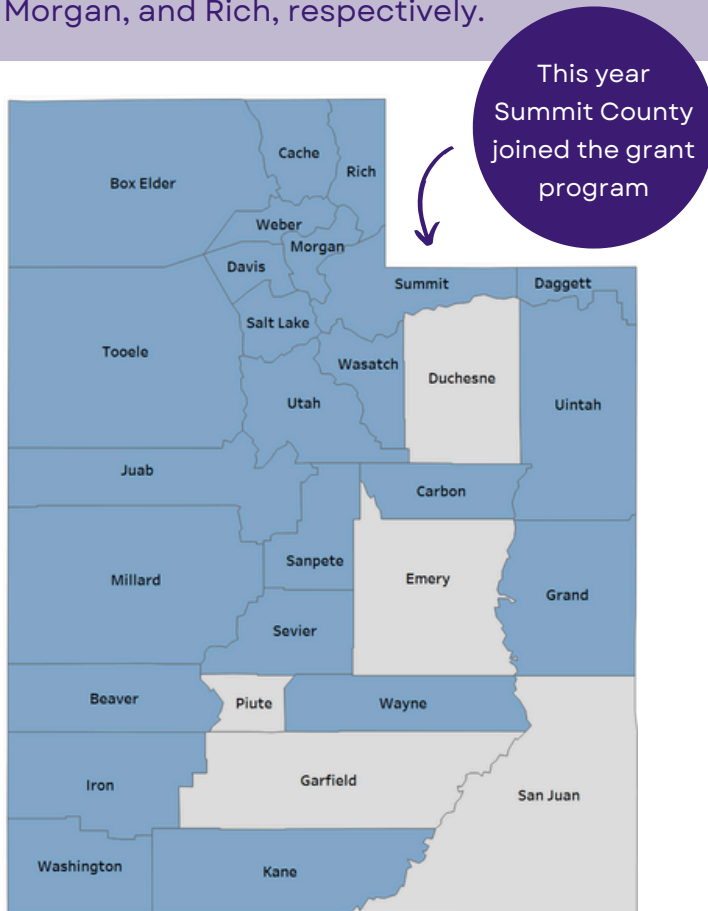 Morgan, and Rich, respectively.
This year
Summit County
joined the grant
program
Cache
Rich
Box Elder
Weber
Morgan
Davis
Summit
Daggett
Salt Lake
Tooele
Wasatch
Duchesne
Utah
Uintah
Juab
Carbon
Sanpete
Millard
Emery
Grand
Sevier
Beaver
Piute
Wayne
Iron
Garfield
San Juan
Washington
Kane